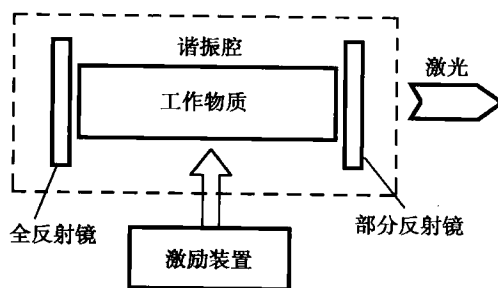 谐振腔
激光
工作物质
全反射镜
部分反射镜
激励装置